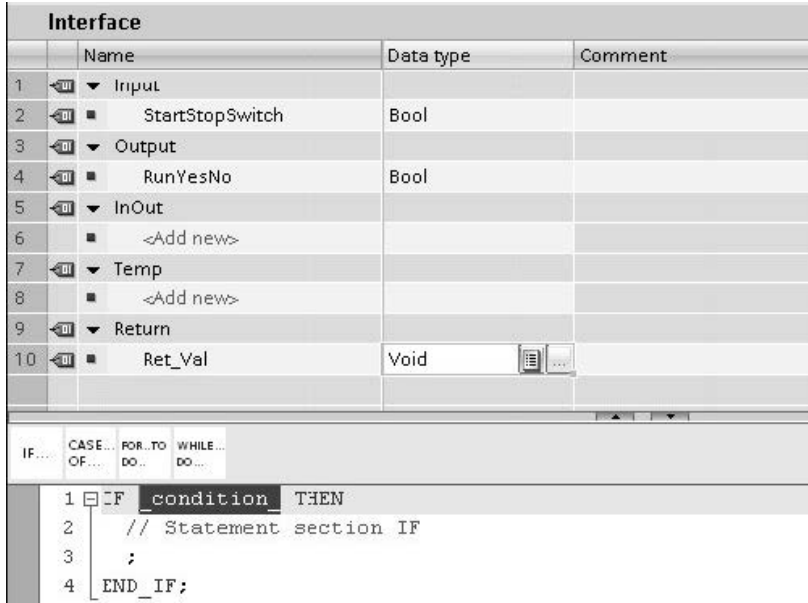 Interface
Name Data type Comment
1 Input
2 StartStopSwitch Bool
3 Output
4 RunYesNo Bool
5 InOut
6 <Add new>
7 Temp
8 <Add new>
9 Return
10 Ret_Val Void ...
IF... CASE... OF... FOR..TO DO... WHILE... DO...
1 IF _condition_ THEN
2 // Statement section IF
3 ;
4 END_IF;